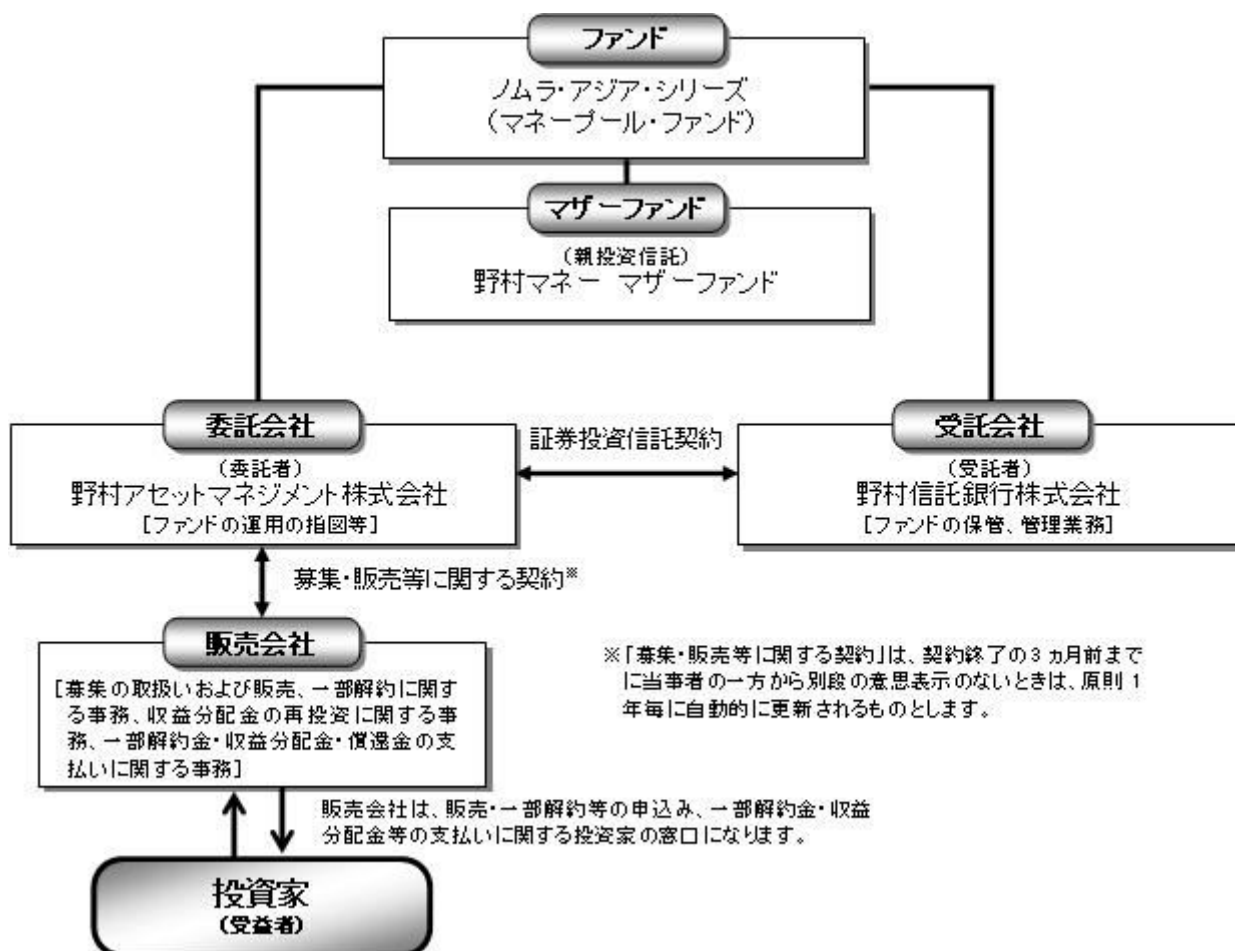 ファンド
ノムラ・アジア・シリーズ
(マネープール・ファンド)
マザーファンド
(親投資信託)
野村マネー マザーファンド
委託会社
(委託者)
野村アセットマネジメント株式会社
[ファンドの運用の指図等]
証券投資信託契約
受託会社
(受託者)
野村信託銀行株式会社
[ファンドの保管、管理業務]
募集・販売等に関する契約※
販売会社
[募集の取扱いおよび販売、一部解約に関す
る事務、収益分配金の再投資に関する事
務、一部解約金・収益分配金・償還金の支
払いに関する事務]
※「募集・販売等に関する契約」は、契約終了の3ヵ月前まで
に当事者の一方から別段の意思表示のないときは、原則1
年毎に自動的に更新されるものとします。
販売会社は、販売・一部解約等の申込み、一部解約金・収益
分配金等の支払いに関する投資家の窓口になります。
投資家
(受益者)